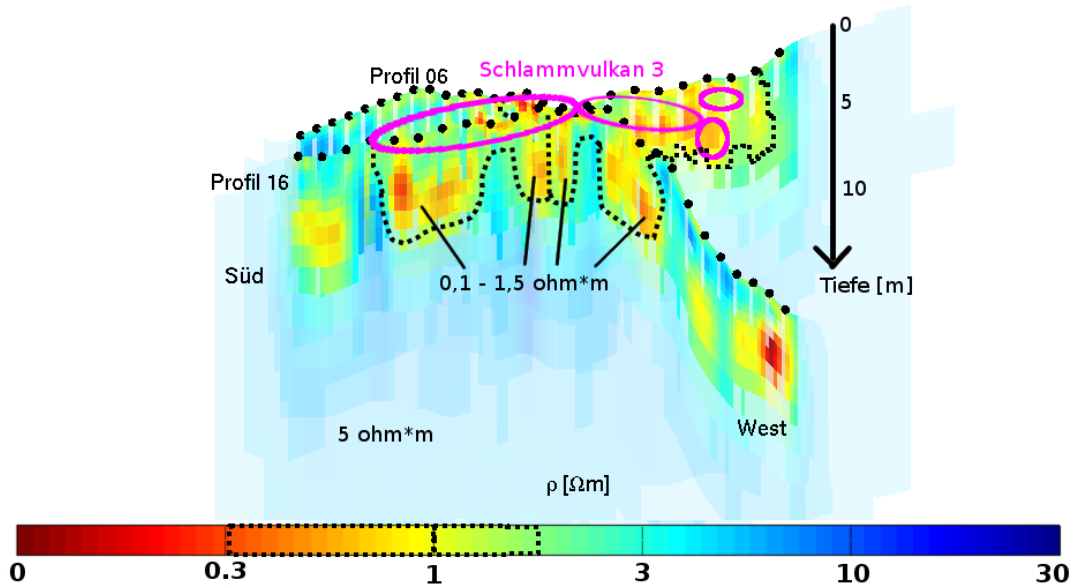 0
Schlammvulkan 3
Profil 06
5
Profil 16
10
Süd
0,1 - 1,5 ohm*m
Tiefe [m]
5 ohm*m
West
ρ [Ωm]
0 0.3 1 3 10 30